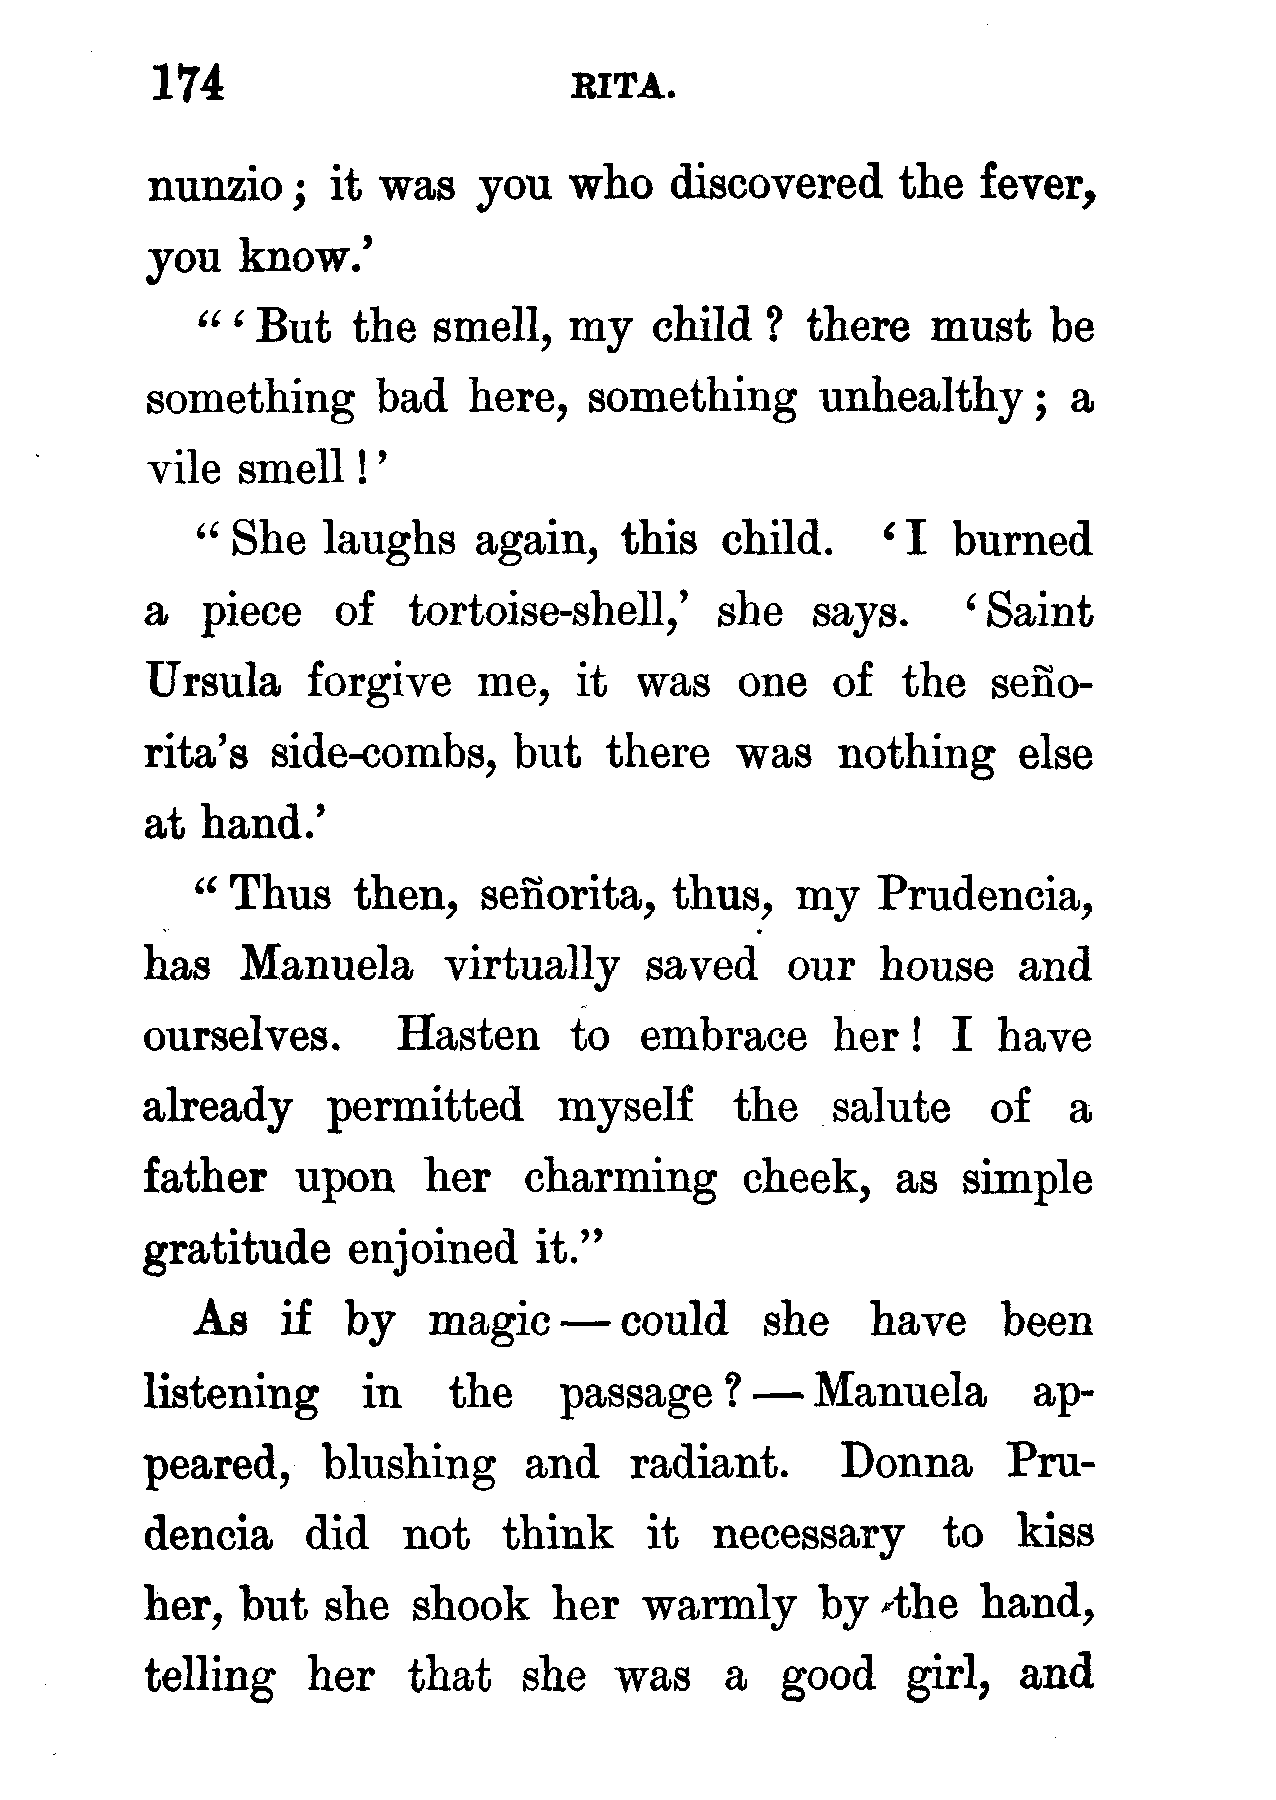 174 RITA.
nunzio; it was you who discovered the fever,
you know.'
"'But the smell, my child? there must be
something bad here, something unhealthy; a
vile smell!'
"She laughs again, this child. 'I burned
a piece of tortoise-shell,' she says. 'Saint
Ursula forgive me, it was one of the seño-
rita's side-combs, but there was nothing else
at hand.'
"Thus then, señorita, thus, my Prudencia,
has Manuela virtually saved our house and
ourselves. Hasten to embrace her! I have
already permitted myself the salute of a
father upon her charming cheek, as simple
gratitude enjoined it."
As if by magic — could she have been
listening in the passage? — Manuela ap-
peared, blushing and radiant. Donna Pru-
dencia did not think it necessary to kiss
her, but she shook her warmly by the hand,
telling her that she was a good girl, and